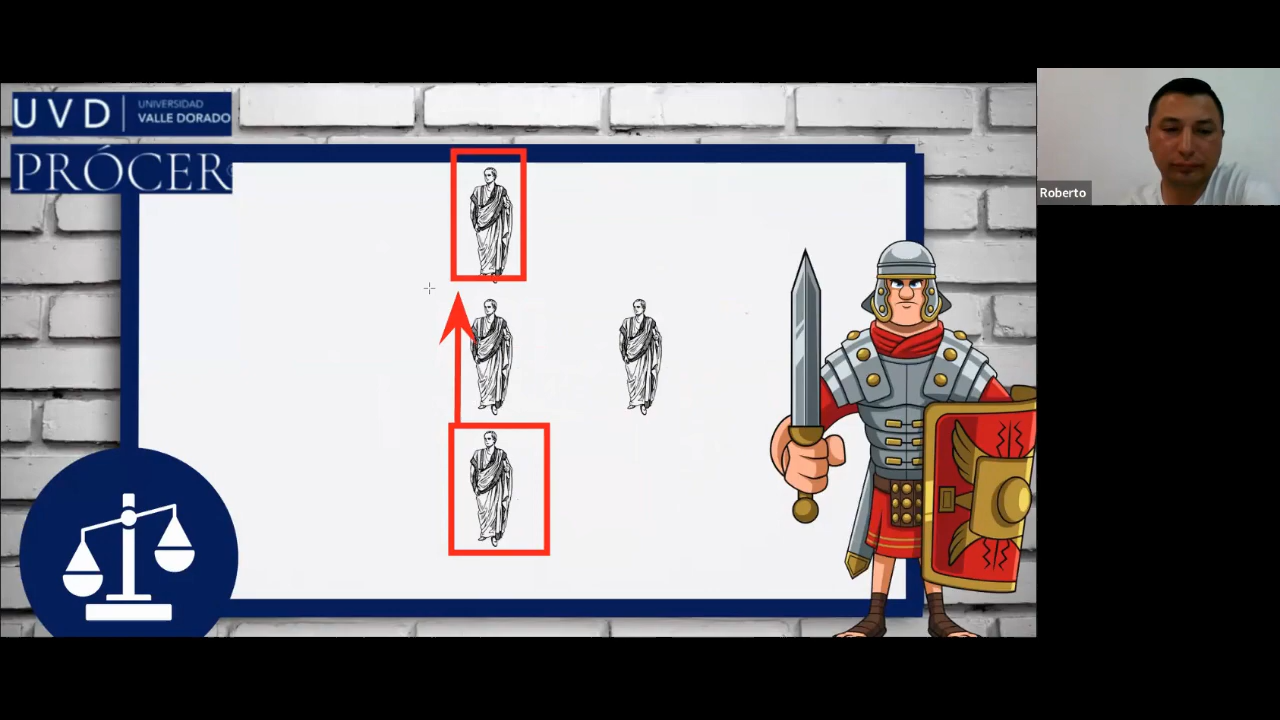 UVD
UNIVERSIDAD
VALLE DORADO
PRÓCER
Roberto